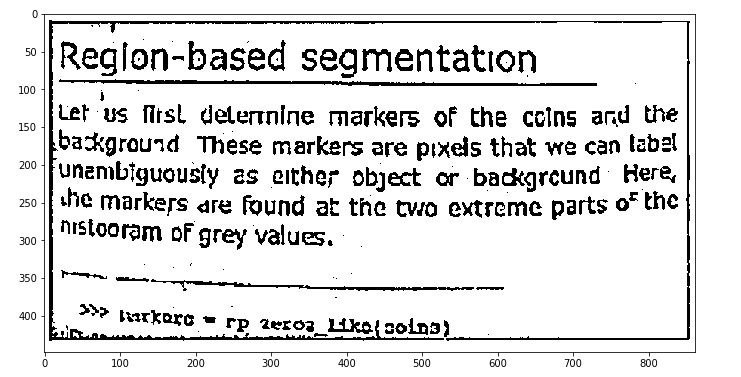 0
50
100
150
200
250
300
350
400
Region-based segmentation
Let us first determine markers of the coins and the
background These markers are pixels that we can label
unambiguously as either object or background Here,
the markers are found at the two extreme parts of the
histogram of grey values.
>>> markers = np zeros_like(coins)
0 100 200 300 400 500 600 700 800